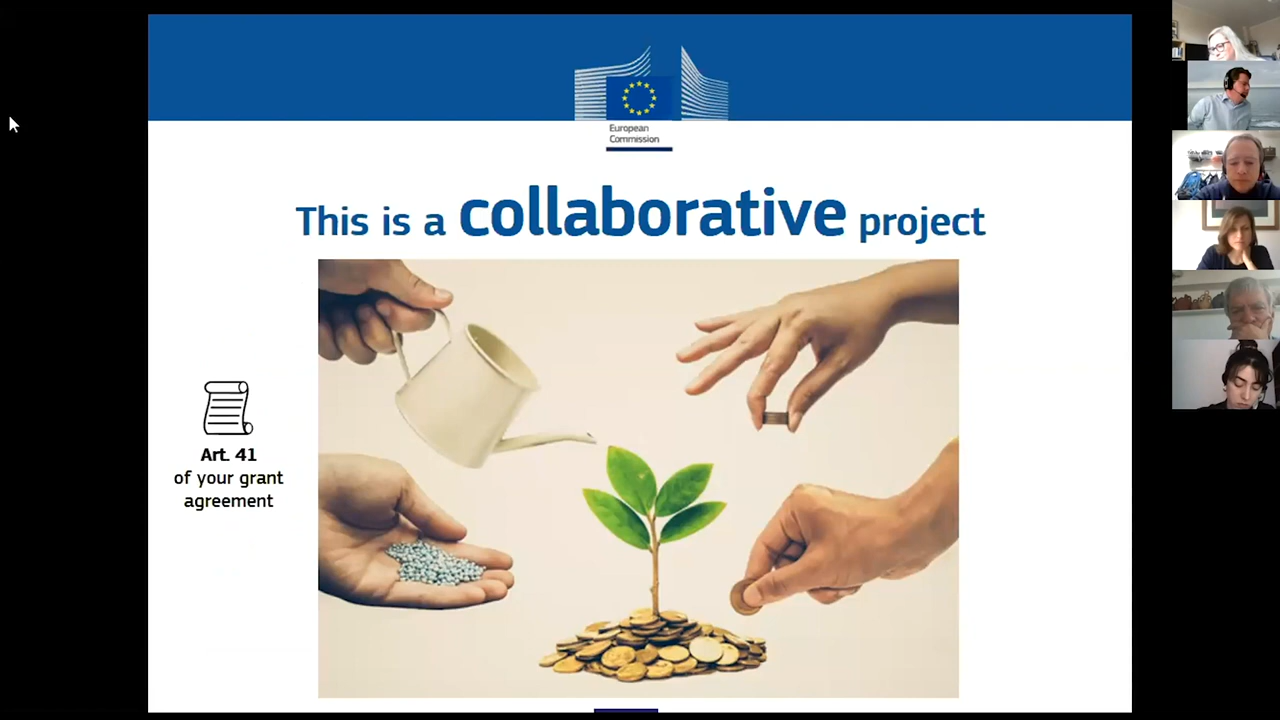 European
Commission
This is a collaborative project
Art. 41
of your grant
agreement